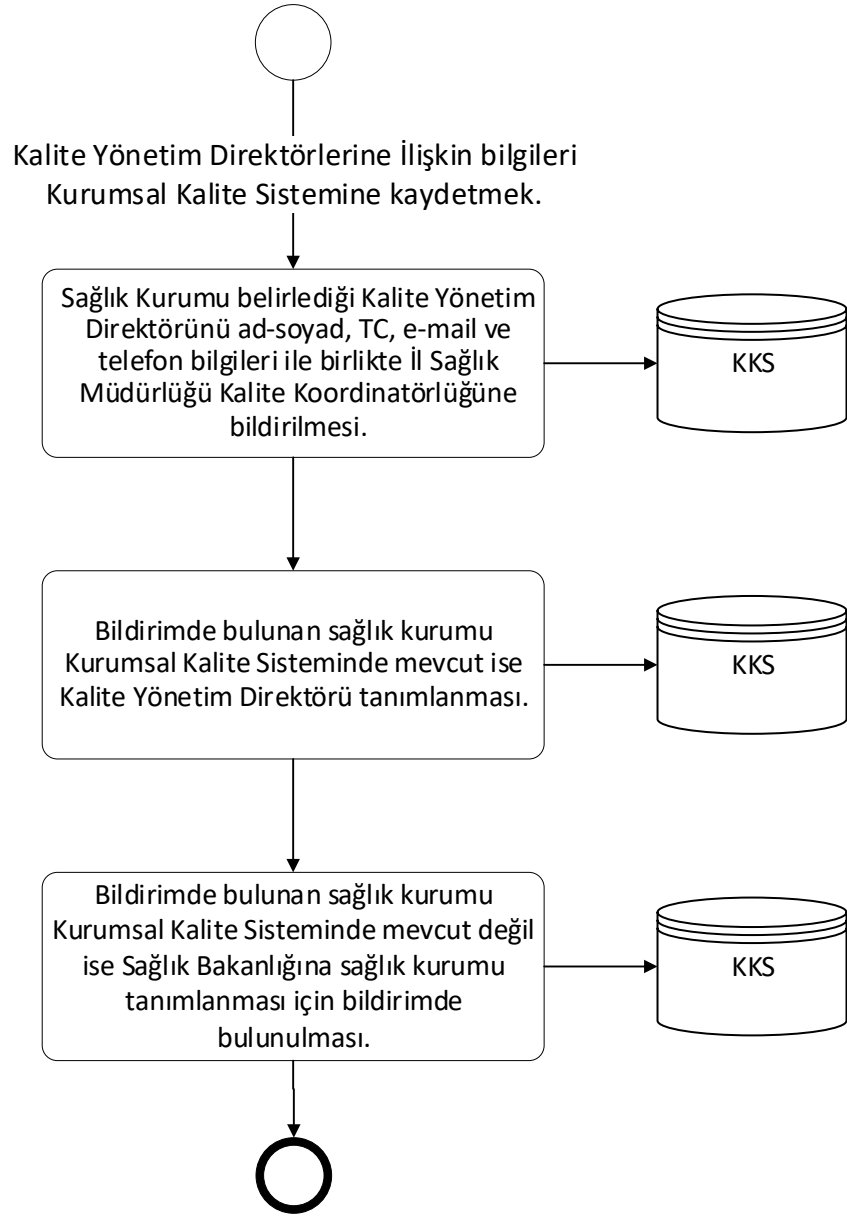 Kalite Yönetim Direktörlerine İlişkin bilgileri
Kurumsal Kalite Sistemine kaydetmek.
Sağlık Kurumu belirlediği Kalite Yönetim
Direktörünü ad-soyad, TC, e-mail ve
telefon bilgileri ile birlikte İl Sağlık
Müdürlüğü Kalite Koordinatörlüğüne
bildirilmesi.
KKS
Bildirimde bulunan sağlık kurumu
Kurumsal Kalite Sisteminde mevcut ise
Kalite Yönetim Direktörü tanımlanması.
KKS
Bildirimde bulunan sağlık kurumu
Kurumsal Kalite Sisteminde mevcut değil
ise Sağlık Bakanlığına sağlık kurumu
tanımlanması için bildirimde
bulunulması.
KKS